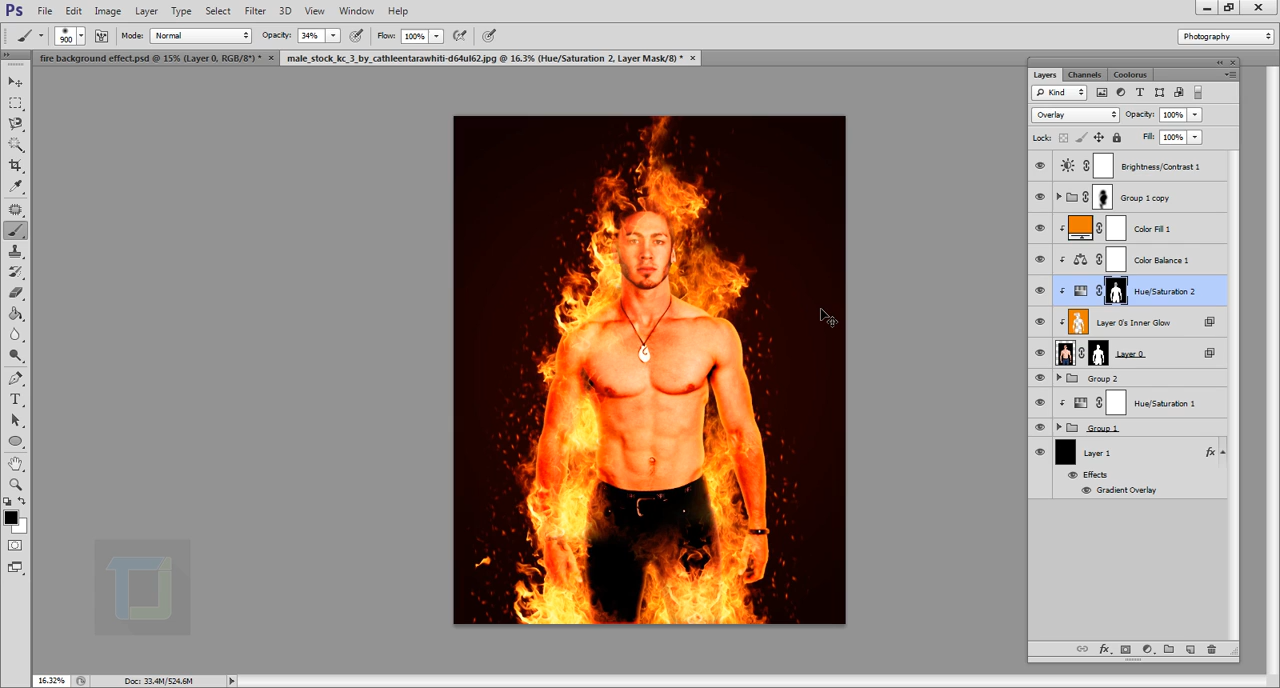 Ps File Edit Image Layer Type Select Filter 3D View Window Help
900 Mode: Normal Opacity: 34% Flow: 100% Photography
fire background effect.psd @ 15% (Layer 0, RGB/8*) * × male_stock_kc_3_by_cathleentarawhiti-d64ul62.jpg @ 16.3% (Hue/Saturation 2, Layer Mask/8) * ×
Layers Channels Coolorus
Kind
Overlay Opacity: 100%
Lock: Fill: 100%
Brightness/Contrast 1
Group 1 copy
Color Fill 1
Color Balance 1
Hue/Saturation 2
Layer 0's Inner Glow
Layer 0
Group 2
Hue/Saturation 1
Group 1
Layer 1 fx
Effects
Gradient Overlay
fx
16.32% Doc: 33.4M/524.6M